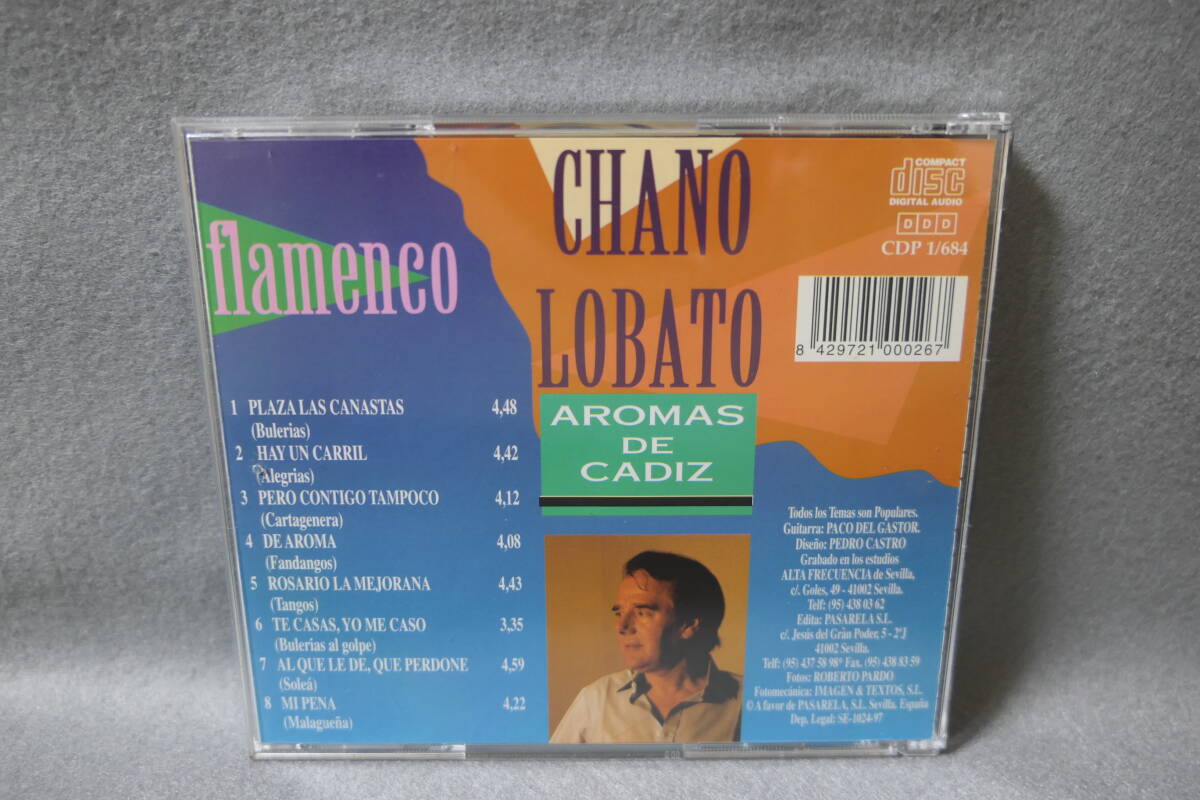 flamenco
CHANO
LOBATO
AROMAS
DE
CADIZ
COMPACT
disc
DIGITAL AUDIO
DDD
CDP 1/684
8 429721 000267
1 PLAZA LAS CANASTAS 4,48
(Bulerias)
2 HAY UN CARRIL 4,42
(Alegrias)
3 PERO CONTIGO TAMPOCO 4,12
(Cartagenera)
4 DE AROMA 4,08
(Fandangos)
5 ROSARIO LA MEJORANA 4,43
(Tangos)
6 TE CASAS, YO ME CASO 3,35
(Bulerias al golpe)
7 AL QUE LE DE, QUE PERDONE 4,59
(Soleá)
8 MI PENA 4,22
(Malagueña)
Todos los Temas son Populares.
Guitarra: PACO DEL GASTOR.
Diseño: PEDRO CASTRO
Grabado en los estudios
ALTA FRECUENCIA de Sevilla,
c/. Goles, 49 - 41002 Sevilla.
Telf: (95) 438 03 62
Edita: PASARELA S.L.
c/. Jesús del Gràn Poder, 5 - 2ºJ
41002 Sevilla.
Telf: (95) 437 58 98* Fax. (95) 438 83 59
Fotos: ROBERTO PARDO
Fotomecánica: IMAGEN & TEXTOS, S.L.
© A favor de PASARELA, S.L. Sevilla. España
Dep. Legal: SE-1024-97